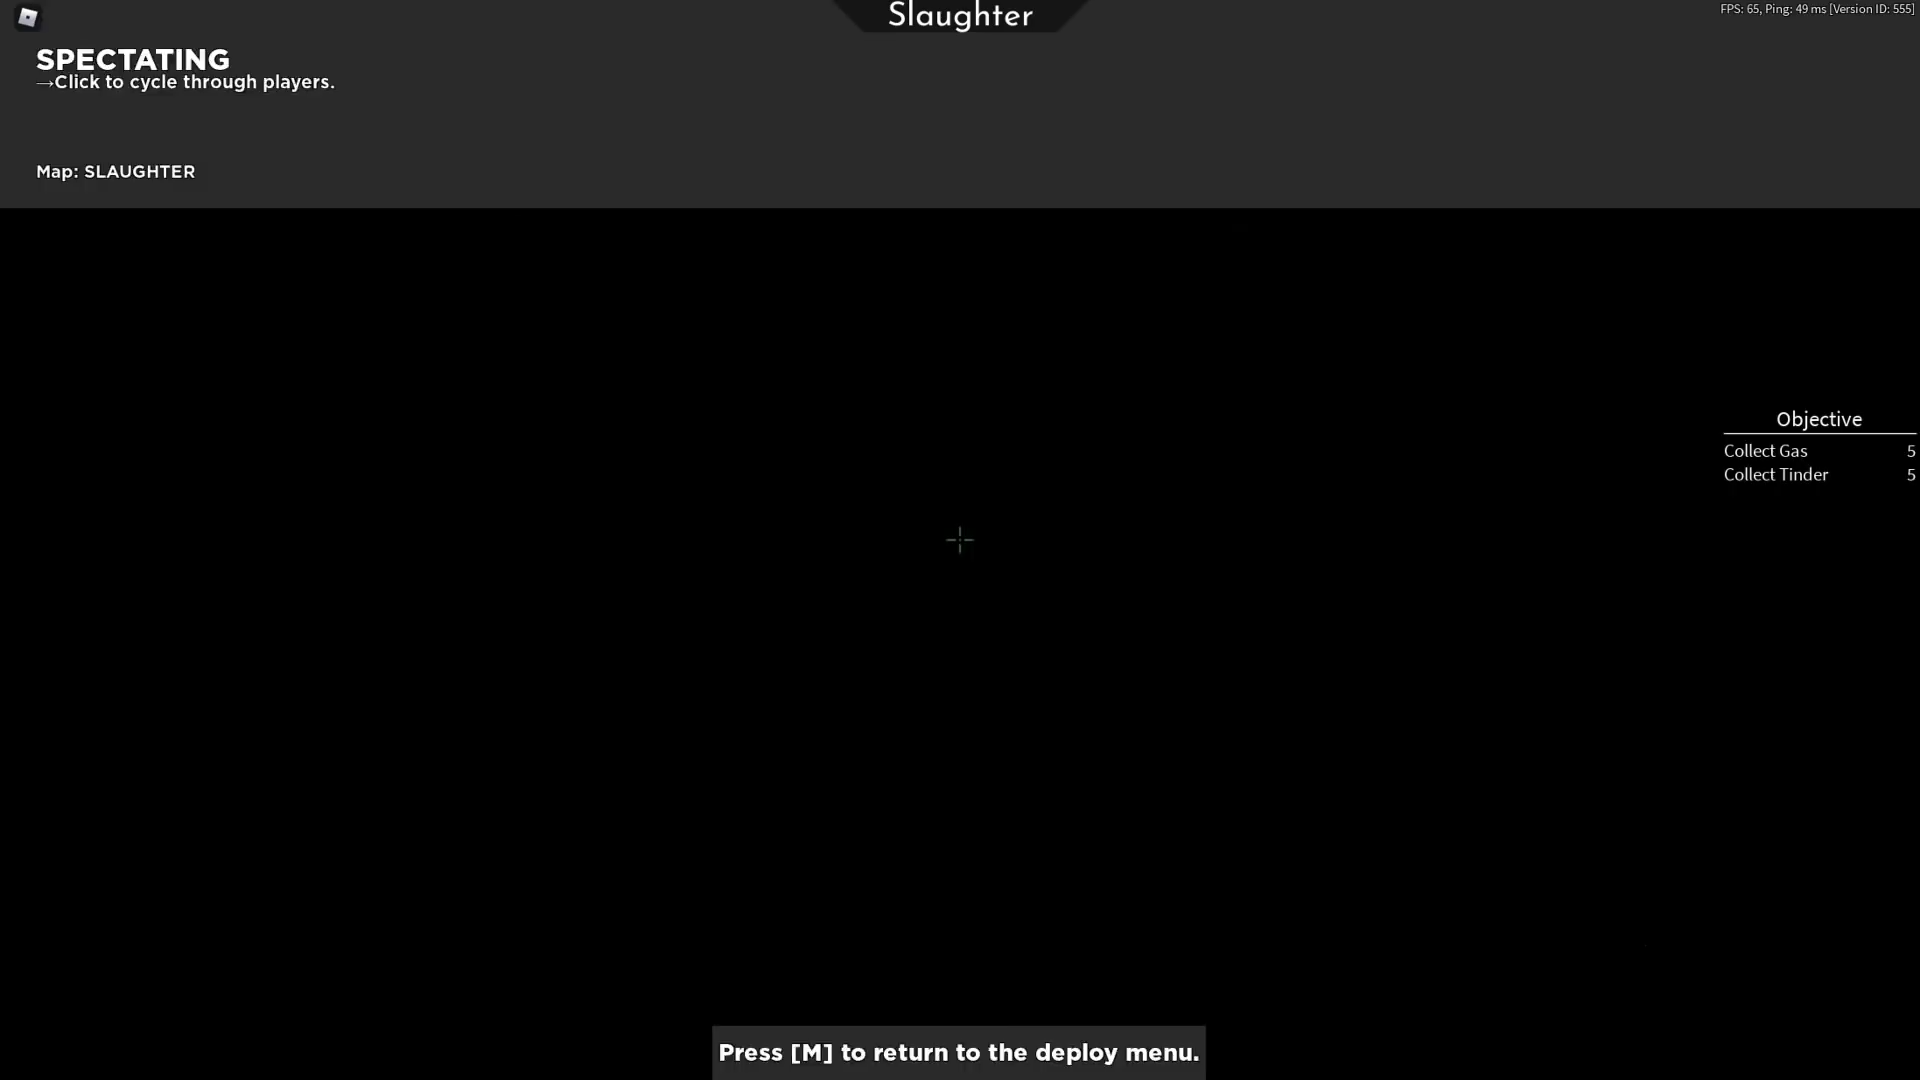 Slaughter
FPS: 65, Ping: 49 ms [Version ID: 555]
SPECTATING
→Click to cycle through players.
Map: SLAUGHTER
Objective
Collect Gas 5
Collect Tinder 5
Press [M] to return to the deploy menu.